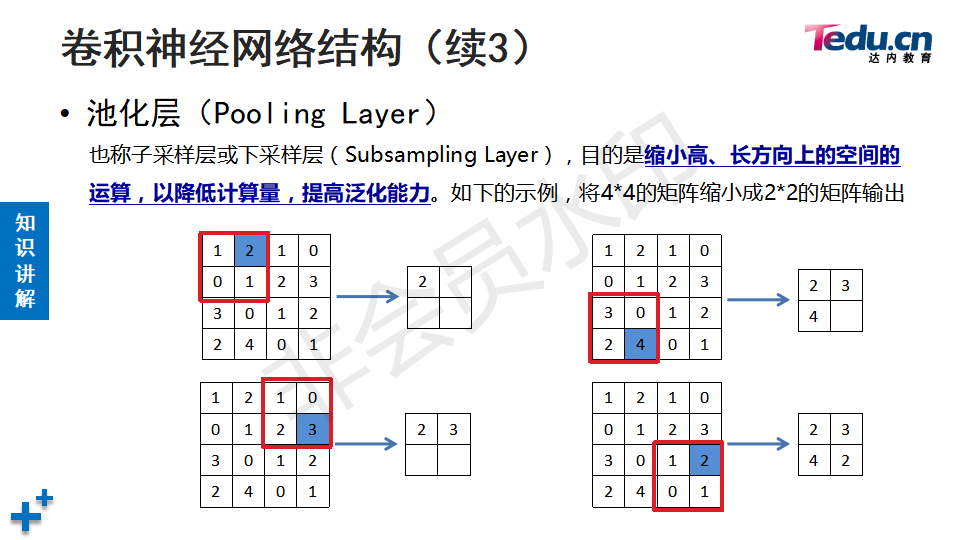 卷积神经网络结构（续3）
Tedu.cn
达内教育
• 池化层（Pooling Layer）
也称子采样层或下采样层（Subsampling Layer），目的是缩小高、长方向上的空间的
运算，以降低计算量，提高泛化能力。如下的示例，将4*4的矩阵缩小成2*2的矩阵输出
知识讲解
非会员水印
1 2 1 0
0 1 2 3
3 0 1 2
2 4 0 1
2
1 2 1 0
0 1 2 3
3 0 1 2
2 4 0 1
2 3
4
1 2 1 0
0 1 2 3
3 0 1 2
2 4 0 1
2 3
1 2 1 0
0 1 2 3
3 0 1 2
2 4 0 1
2 3
4 2